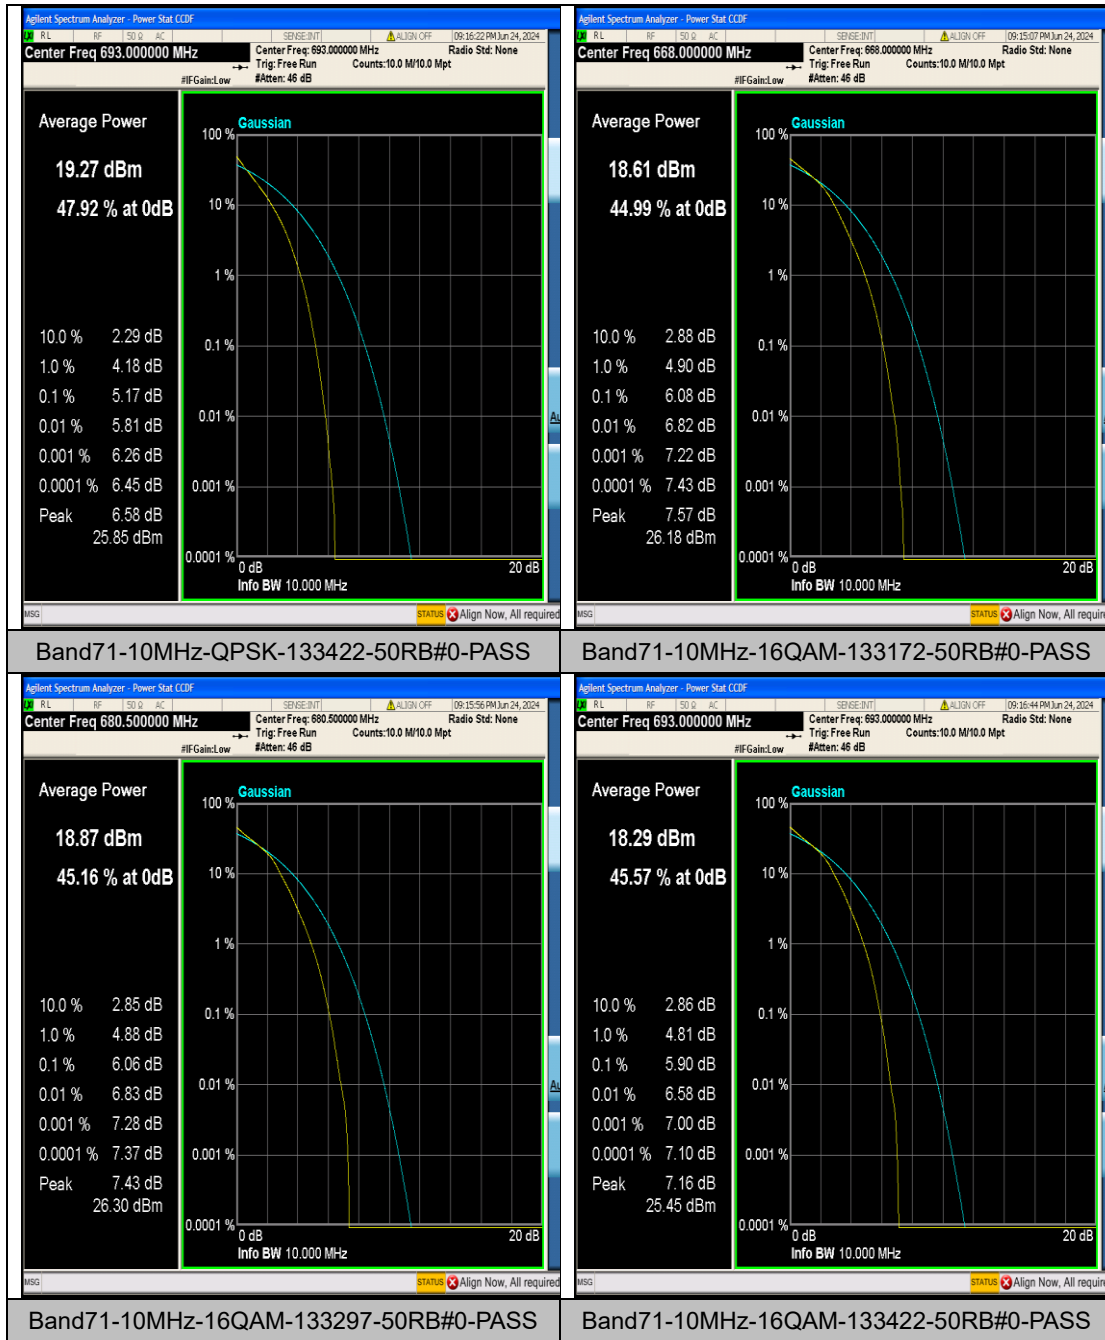 Agilent Spectrum Analyzer - Power Stat CCDF
RL RF 50 Ω AC SENSE:INT ALIGN OFF 09:16:22 PM Jun 24, 2024
Center Freq 693.000000 MHz
Center Freq: 693.000000 MHz Radio Std: None
Trig: Free Run Counts:10.0 M/10.0 Mpt
#IFGain:Low #Atten: 46 dB
Average Power
19.27 dBm
47.92 % at 0dB
10.0 % 2.29 dB
1.0 % 4.18 dB
0.1 % 5.17 dB
0.01 % 5.81 dB
0.001 % 6.26 dB
0.0001 % 6.45 dB
Peak 6.58 dB
25.85 dBm
Gaussian
100 %
10 %
1 %
0.1 %
0.01 %
0.001 %
0.0001 %
0 dB 20 dB
Info BW 10.000 MHz
MSG STATUS Align Now, All required
Band71-10MHz-QPSK-133422-50RB#0-PASS
Agilent Spectrum Analyzer - Power Stat CCDF
RL RF 50 Ω AC SENSE:INT ALIGN OFF 09:15:07 PM Jun 24, 2024
Center Freq 668.000000 MHz
Center Freq: 668.000000 MHz Radio Std: None
Trig: Free Run Counts:10.0 M/10.0 Mpt
#IFGain:Low #Atten: 46 dB
Average Power
18.61 dBm
44.99 % at 0dB
10.0 % 2.88 dB
1.0 % 4.90 dB
0.1 % 6.08 dB
0.01 % 6.82 dB
0.001 % 7.22 dB
0.0001 % 7.43 dB
Peak 7.57 dB
26.18 dBm
Gaussian
100 %
10 %
1 %
0.1 %
0.01 %
0.001 %
0.0001 %
0 dB 20 dB
Info BW 10.000 MHz
MSG STATUS Align Now, All require
Band71-10MHz-16QAM-133172-50RB#0-PASS
Agilent Spectrum Analyzer - Power Stat CCDF
RL RF 50 Ω AC SENSE:INT ALIGN OFF 09:15:56 PM Jun 24, 2024
Center Freq 680.500000 MHz
Center Freq: 680.500000 MHz Radio Std: None
Trig: Free Run Counts:10.0 M/10.0 Mpt
#IFGain:Low #Atten: 46 dB
Average Power
18.87 dBm
45.16 % at 0dB
10.0 % 2.85 dB
1.0 % 4.88 dB
0.1 % 6.06 dB
0.01 % 6.83 dB
0.001 % 7.28 dB
0.0001 % 7.37 dB
Peak 7.43 dB
26.30 dBm
Gaussian
100 %
10 %
1 %
0.1 %
0.01 %
0.001 %
0.0001 %
0 dB 20 dB
Info BW 10.000 MHz
MSG STATUS Align Now, All required
Band71-10MHz-16QAM-133297-50RB#0-PASS
Agilent Spectrum Analyzer - Power Stat CCDF
RL RF 50 Ω AC SENSE:INT ALIGN OFF 09:16:44 PM Jun 24, 2024
Center Freq 693.000000 MHz
Center Freq: 693.000000 MHz Radio Std: None
Trig: Free Run Counts:10.0 M/10.0 Mpt
#IFGain:Low #Atten: 46 dB
Average Power
18.29 dBm
45.57 % at 0dB
10.0 % 2.86 dB
1.0 % 4.81 dB
0.1 % 5.90 dB
0.01 % 6.58 dB
0.001 % 7.00 dB
0.0001 % 7.10 dB
Peak 7.16 dB
25.45 dBm
Gaussian
100 %
10 %
1 %
0.1 %
0.01 %
0.001 %
0.0001 %
0 dB 20 dB
Info BW 10.000 MHz
MSG STATUS Align Now, All require
Band71-10MHz-16QAM-133422-50RB#0-PASS